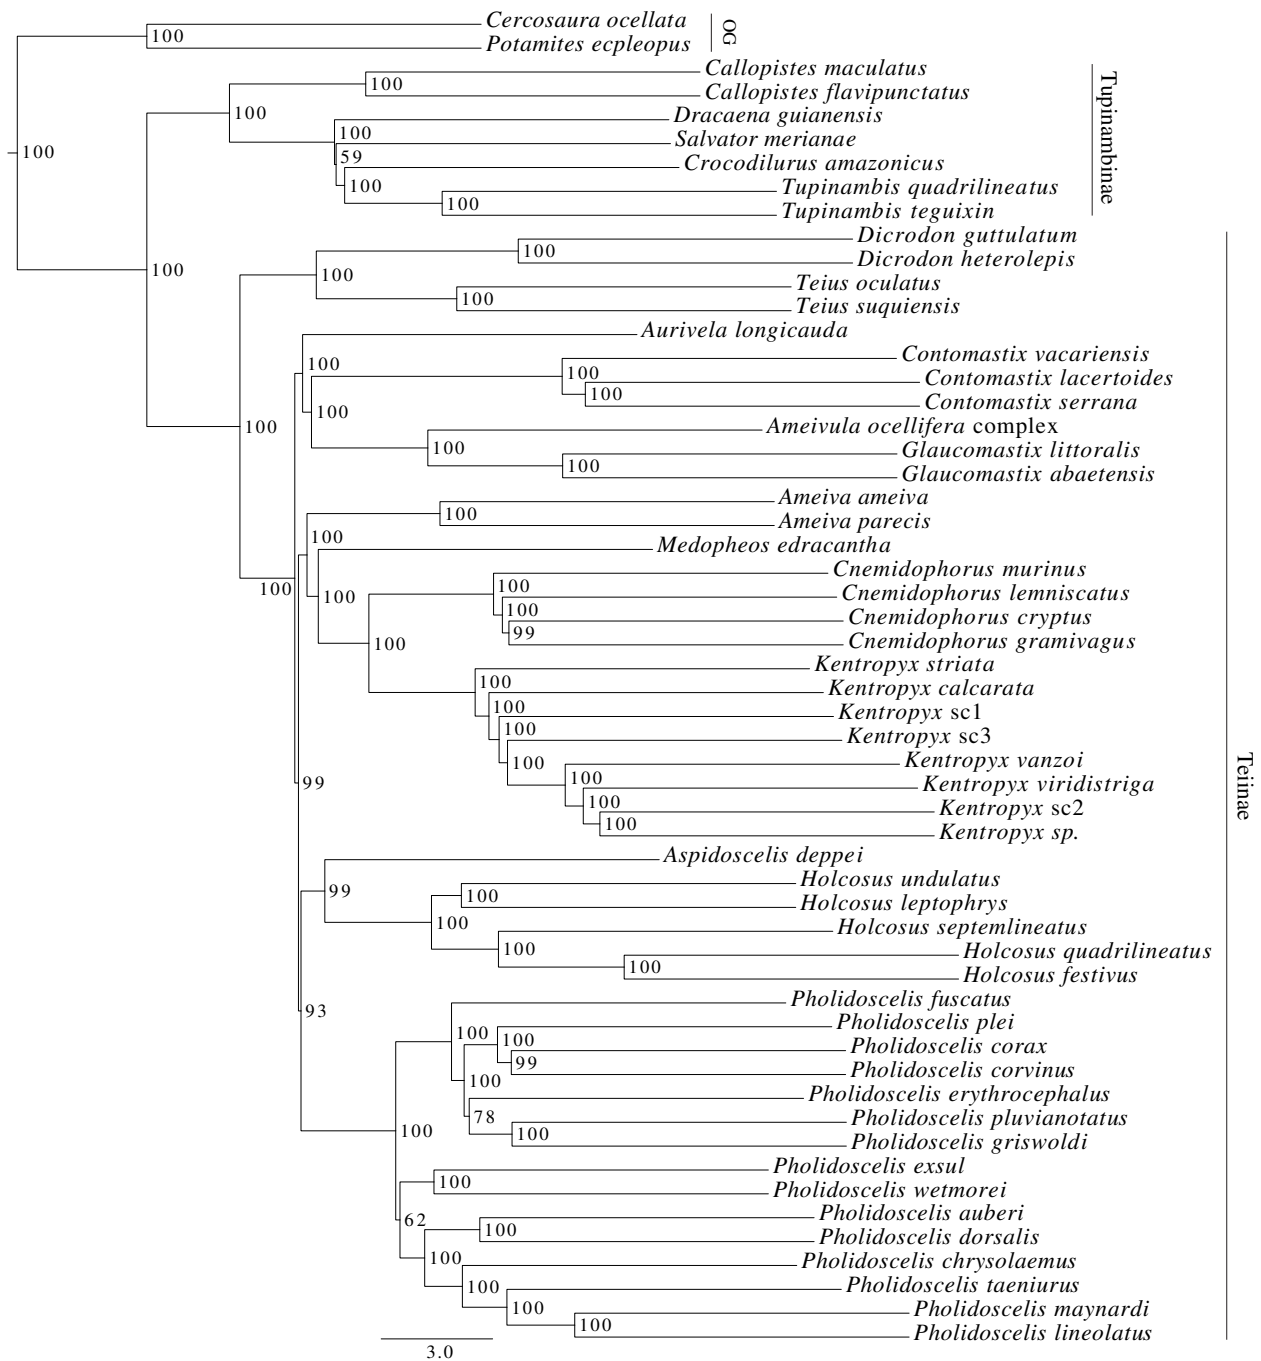 Cercosaura ocellata
100
Potamites ecpleopus
OG
Callopistes maculatus
100
Callopistes flavipunctatus
100
Dracaena guianensis
100
Salvator merianae
100
59
Crocodilurus amazonicus
100
Tupinambis quadrilineatus
100
Tupinambis teguixin
Tupinambinae
Dicrodon guttulatum
100
Dicrodon heterolepis
100
100
Teius oculatus
100
Teius suquiensis
Aurivela longicauda
100
Contomastix vacariensis
100
Contomastix lacertoides
100
Contomastix serrana
100
100
Ameivula ocellifera complex
100
Glaucomastix littoralis
100
Glaucomastix abaetensis
Ameiva ameiva
100
Ameiva parecis
100
Medopheos edracantha
100
100
Cnemidophorus murinus
100
Cnemidophorus lemniscatus
100
Cnemidophorus cryptus
99
Cnemidophorus gramivagus
100
Kentropyx striata
100
Kentropyx calcarata
100
Kentropyx sc1
100
Kentropyx sc3
100
Kentropyx vanzoi
100
Kentropyx viridistriga
100
Kentropyx sc2
100
Kentropyx sp.
99
Teiinae
Aspidoscelis deppei
99
Holcosus undulatus
100
Holcosus leptophrys
100
Holcosus septemlineatus
100
Holcosus quadrilineatus
100
Holcosus festivus
93
Pholidoscelis fuscatus
100
Pholidoscelis plei
100
Pholidoscelis corax
99
Pholidoscelis corvinus
100
Pholidoscelis erythrocephalus
78
Pholidoscelis pluvianotatus
100
Pholidoscelis griswoldi
100
Pholidoscelis exsul
100
Pholidoscelis wetmorei
62
Pholidoscelis auberi
100
Pholidoscelis dorsalis
100
Pholidoscelis chrysolaemus
100
Pholidoscelis taeniurus
100
Pholidoscelis maynardi
100
Pholidoscelis lineolatus
3.0